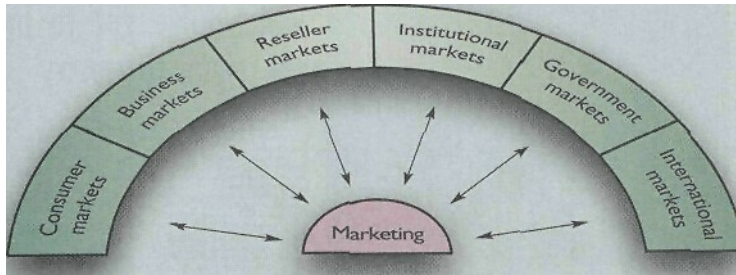 Consumer
markets
Business
markets
Reseller
markets
Institutional
markets
Government
markets
International
markets
Marketing